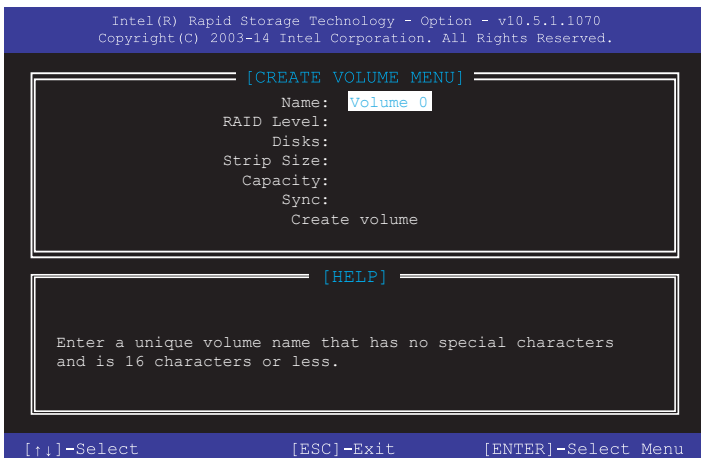 Intel(R) Rapid Storage Technology - Option - v10.5.1.1070
Copyright(C) 2003-14 Intel Corporation. All Rights Reserved.
[CREATE VOLUME MENU]
Name: Volume 0
RAID Level:
Disks:
Strip Size:
Capacity:
Sync:
Create volume
[HELP]
Enter a unique volume name that has no special characters
and is 16 characters or less.
[↑↓]-Select [ESC]-Exit [ENTER]-Select Menu